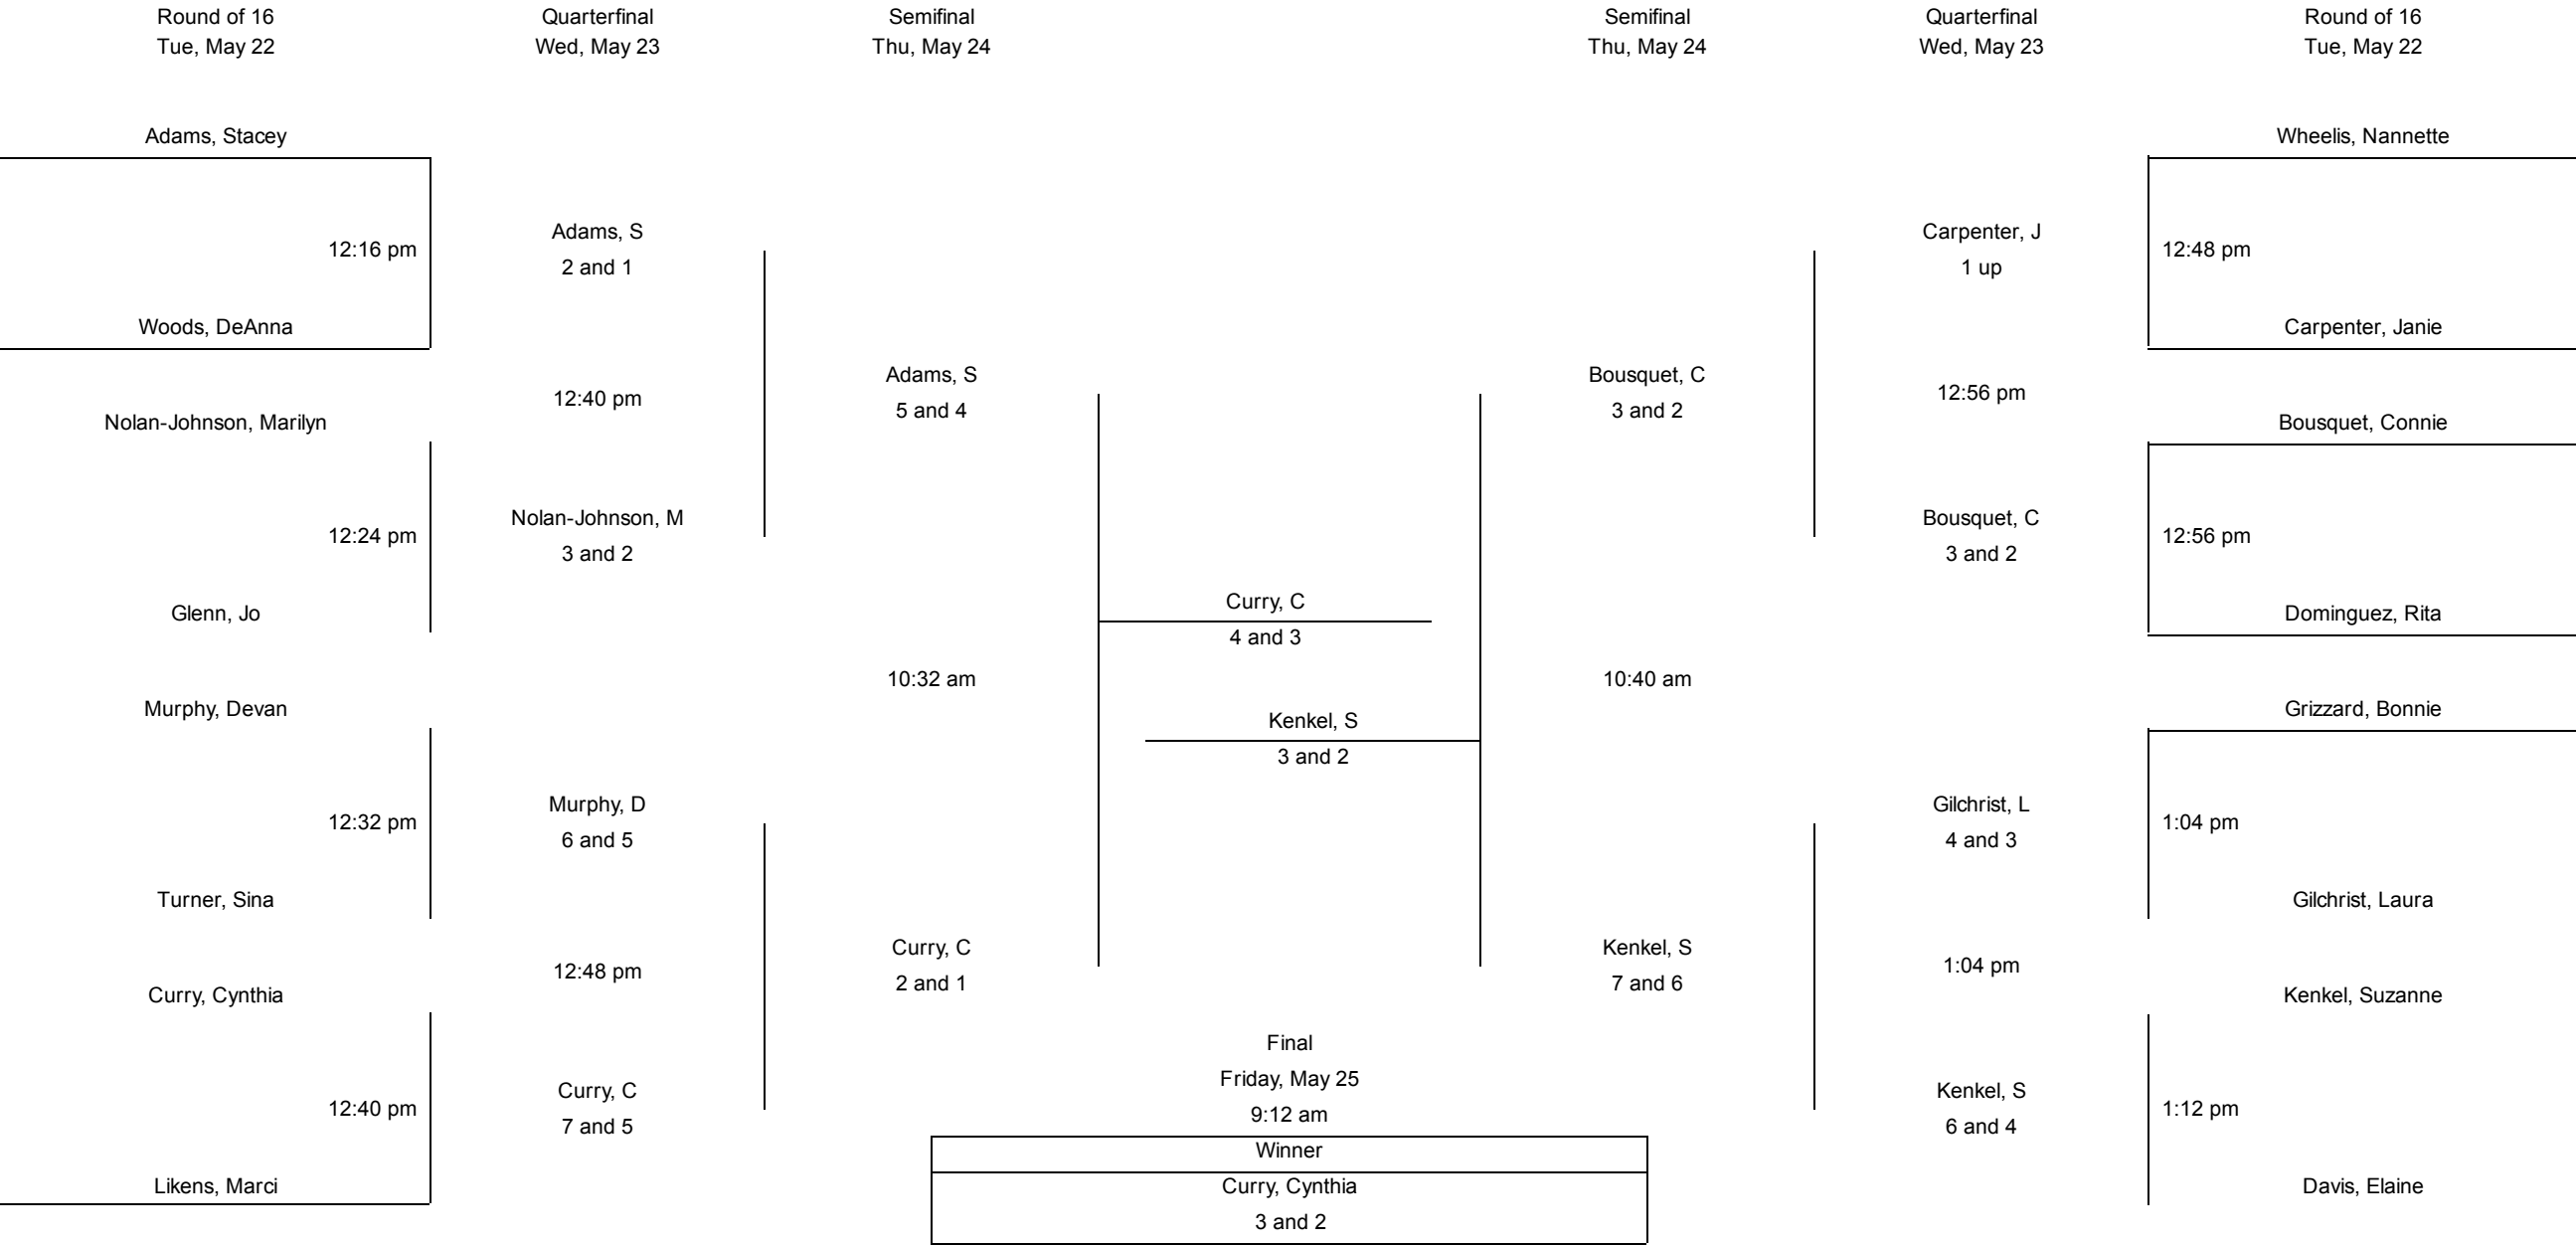 Round of 16
Tue, May 22
Quarterfinal
Wed, May 23
Semifinal
Thu, May 24
Semifinal
Thu, May 24
Quarterfinal
Wed, May 23
Round of 16
Tue, May 22
Adams, Stacey
12:16 pm
Woods, DeAnna
Nolan-Johnson, Marilyn
12:24 pm
Glenn, Jo
Murphy, Devan
12:32 pm
Turner, Sina
Curry, Cynthia
12:40 pm
Likens, Marci
Adams, S
2 and 1
12:40 pm
Nolan-Johnson, M
3 and 2
Murphy, D
6 and 5
12:48 pm
Curry, C
7 and 5
Adams, S
5 and 4
10:32 am
Curry, C
2 and 1
Curry, C
4 and 3
Kenkel, S
3 and 2
Final
Friday, May 25
9:12 am
Winner
Curry, Cynthia
3 and 2
Bousquet, C
3 and 2
10:40 am
Kenkel, S
7 and 6
Carpenter, J
1 up
12:56 pm
Bousquet, C
3 and 2
Gilchrist, L
4 and 3
1:04 pm
Kenkel, S
6 and 4
Wheelis, Nannette
12:48 pm
Carpenter, Janie
Bousquet, Connie
12:56 pm
Dominguez, Rita
Grizzard, Bonnie
1:04 pm
Gilchrist, Laura
Kenkel, Suzanne
1:12 pm
Davis, Elaine